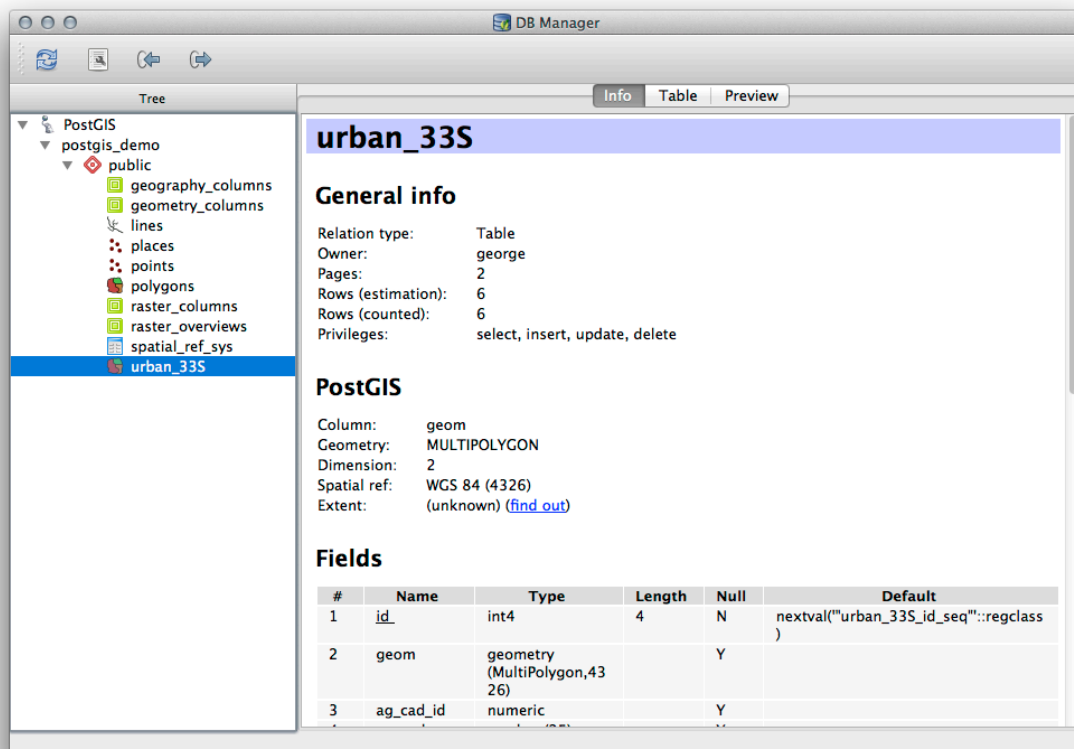 DB Manager
Tree
Info Table Preview
PostGIS
postgis_demo
public
geography_columns
geometry_columns
lines
places
points
polygons
raster_columns
raster_overviews
spatial_ref_sys
urban_33S
urban_33S
General info
Relation type: Table
Owner: george
Pages: 2
Rows (estimation): 6
Rows (counted): 6
Privileges: select, insert, update, delete
PostGIS
Column: geom
Geometry: MULTIPOLYGON
Dimension: 2
Spatial ref: WGS 84 (4326)
Extent: (unknown) (find out)
Fields
# Name Type Length Null Default
1 id_ int4 4 N nextval('"urban_33S_id_seq"'::regclass
)
2 geom geometry Y
(MultiPolygon,43
26)
3 ag_cad_id numeric Y